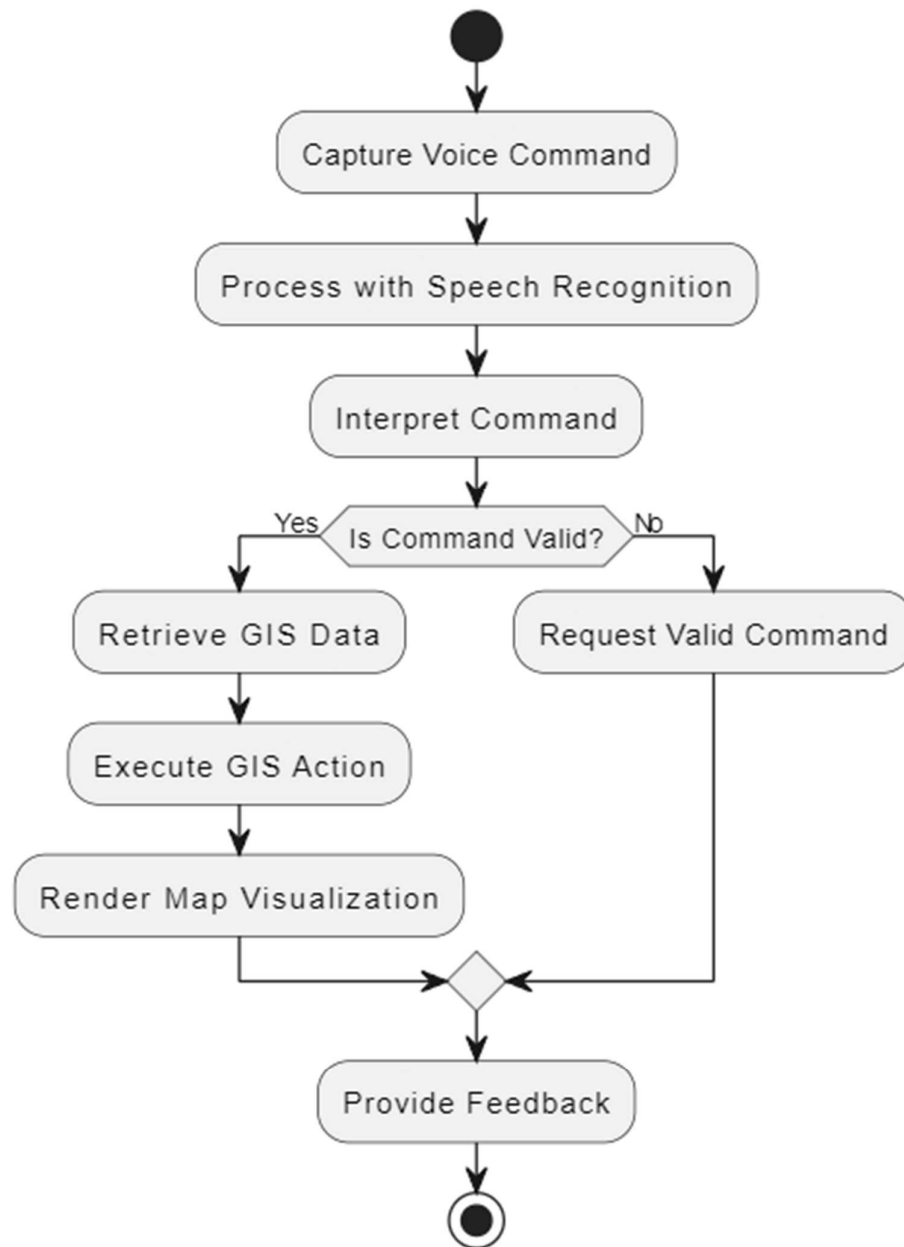 Capture Voice Command
Process with Speech Recognition
Interpret Command
Yes
Is Command Valid?
No
Retrieve GIS Data
Request Valid Command
Execute GIS Action
Render Map Visualization
Provide Feedback